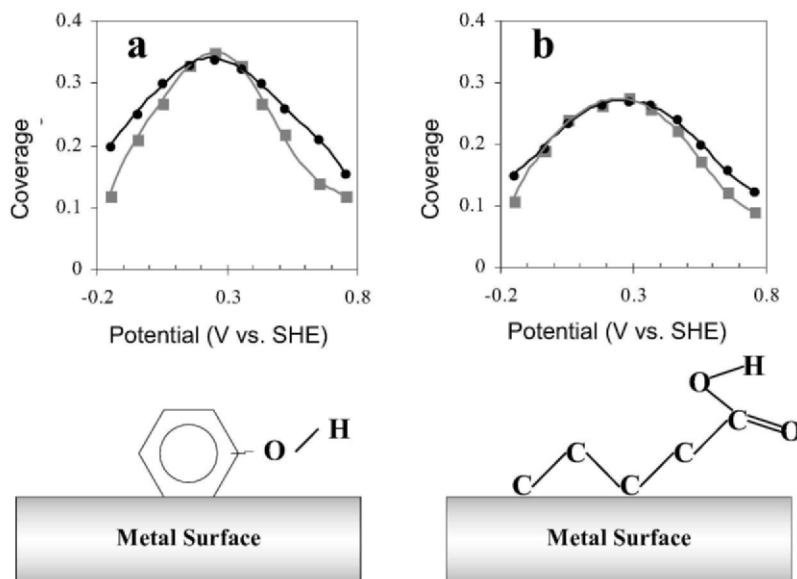 a
0.4
0.3
0.2
0.1
0
Coverage
-0.2 0.3 0.8
Potential (V vs. SHE)
b
0.4
0.3
0.2
0.1
0
Coverage
-0.2 0.3 0.8
Potential (V vs. SHE)
O H
Metal Surface
H
O
C O
C C
C C
Metal Surface